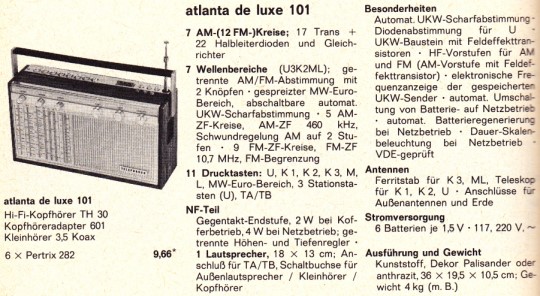 atlanta de luxe 101
Hi-Fi-Kopfhörer TH 30
Kopfhöreradapter 601
Kleinhörer 3,5 Koax
6 × Pertrix 282 9,66*
atlanta de luxe 101
7 AM-(12 FM-)Kreise; 17 Trans +
22 Halbleiterdioden und Gleich-
richter
7 Wellenbereiche (U3K2ML); ge-
trennte AM/FM-Abstimmung mit
2 Knöpfen · gespreizter MW-Euro-
Bereich, abschaltbare automat.
UKW-Scharfabstimmung · 5 AM-
ZF-Kreise, AM-ZF 460 kHz,
Schwundregelung AM auf 2 Stu-
fen · 9 FM-ZF-Kreise, FM-ZF
10,7 MHz, FM-Begrenzung
11 Drucktasten: U, K 1, K 2, K 3, M,
L, MW-Euro-Bereich, 3 Stationsta-
sten (U), TA/TB
NF-Teil
Gegentakt-Endstufe, 2 W bei Kof-
ferbetrieb, 4 W bei Netzbetrieb; ge-
trennte Höhen- und Tiefenregler ·
1 Lautsprecher, 18 × 13 cm; An-
schluß für TA/TB, Schaltbuchse für
Außenlautsprecher / Kleinhörer /
Kopfhörer
Besonderheiten
Automat. UKW-Scharfabstimmung ·
Diodenabstimmung für U ·
UKW-Baustein mit Feldeffekttran-
sistoren · HF-Vorstufen für AM
und FM (AM-Vorstufe mit Feldef-
fekttransistor) · elektronische Fre-
quenzanzeige der gespeicherten
UKW-Sender · automat. Umschal-
tung von Batterie- auf Netzbetrieb
· automat. Batterieregenerierung
bei Netzbetrieb · Dauer-Skalen-
beleuchtung bei Netzbetrieb ·
VDE-geprüft
Antennen
Ferritstab für K 3, ML, Teleskop
für K 1, K 2, U · Anschlüsse für
Außenantennen und Erde
Stromversorgung
6 Batterien je 1,5 V · 117, 220 V, ~
Ausführung und Gewicht
Kunststoff, Dekor Palisander oder
anthrazit, 36 × 19,5 × 10,5 cm; Ge-
wicht 4 kg (m. B.)